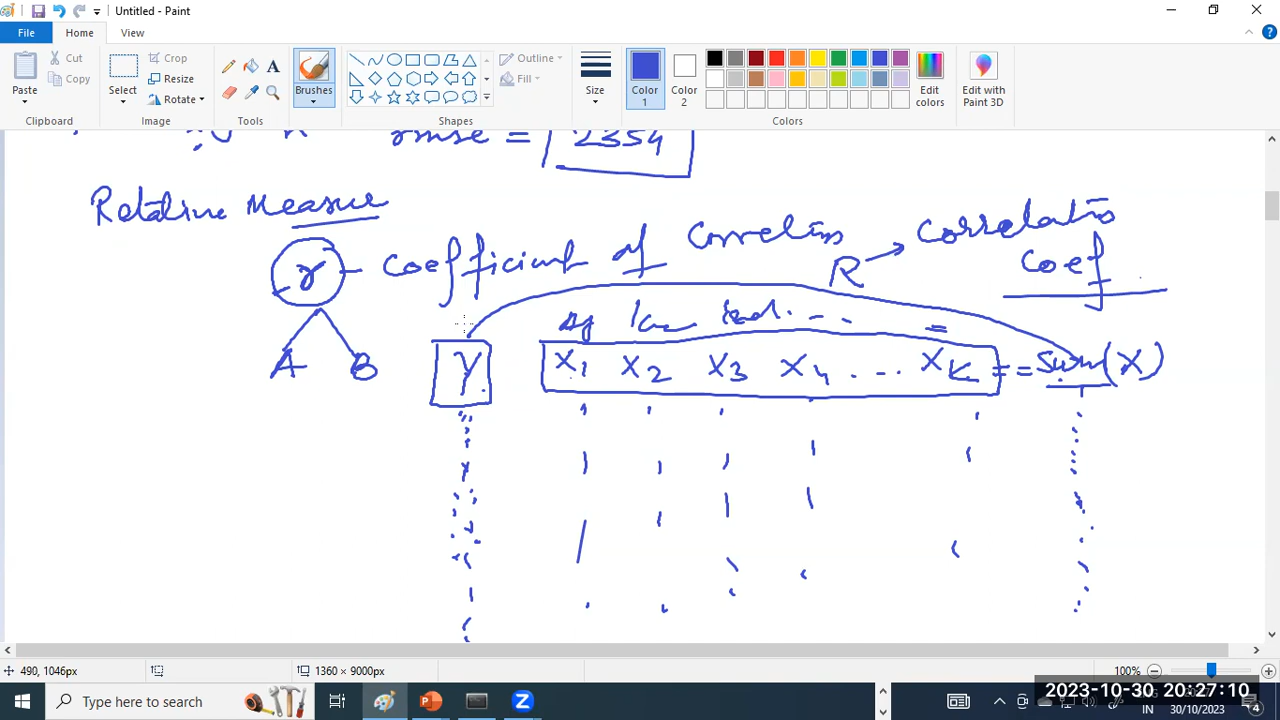 Untitled - Paint
File Home View
Paste Cut Copy
Clipboard
Select Crop Resize Rotate
Image
Tools
Brushes
Shapes
Outline Fill
Size
Color 1
Color 2
Edit colors
Edit with Paint 3D
Colors
rmse = 2354
Relative Measure
r - coefficient of
R → 
coef
A B
Y X1 X2 X3 X4 ... XK == sum(X)
490, 1046px
1360 × 9000px
100%
Type here to search
2023-10-30 20:27:10
IN 30/10/2023
4